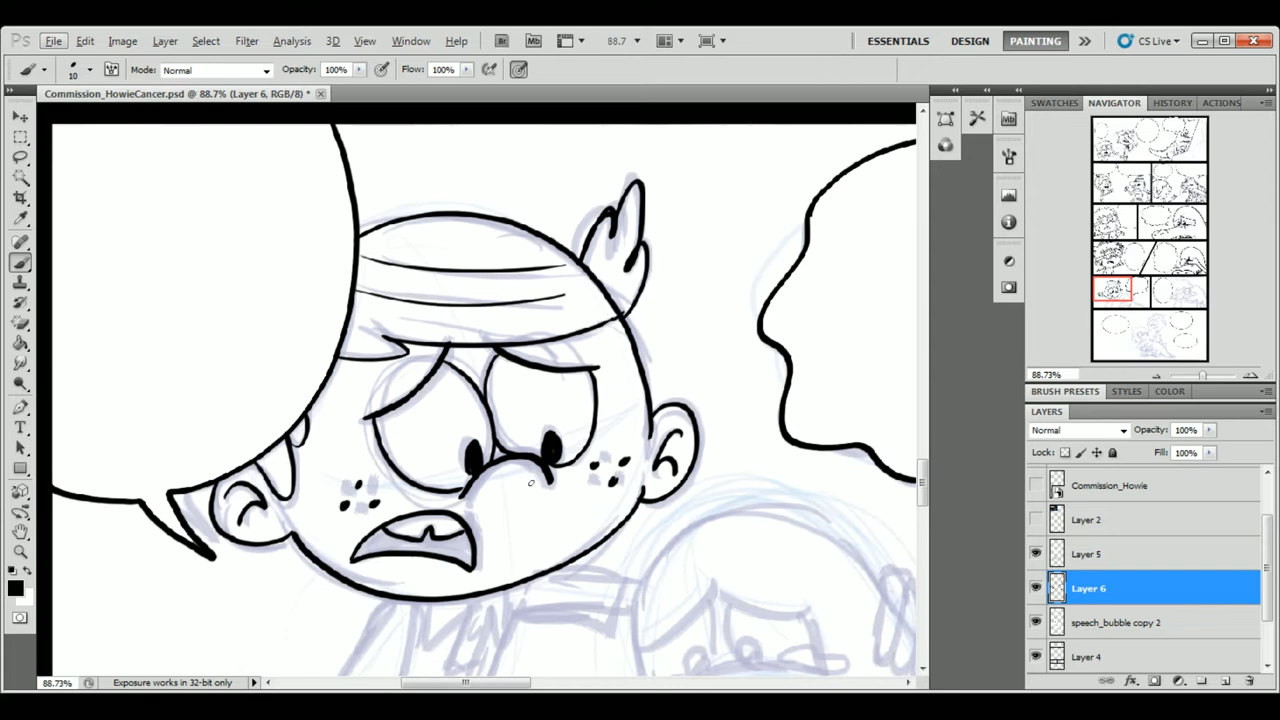 Ps File Edit Image Layer Select Filter Analysis 3D View Window Help Br Mb 88.7 ESSENTIALS DESIGN PAINTING CS Live
10 Mode: Normal Opacity: 100% Flow: 100%
Commission_HowieCancer.psd @ 88.7% (Layer 6, RGB/8) *
SWATCHES NAVIGATOR HISTORY ACTIONS
Mb
88.73%
BRUSH PRESETS STYLES COLOR
LAYERS
Normal Opacity: 100%
Lock: Fill: 100%
Commission_Howie
Layer 2
Layer 5
Layer 6
speech_bubble copy 2
Layer 4
88.73% Exposure works in 32-bit only